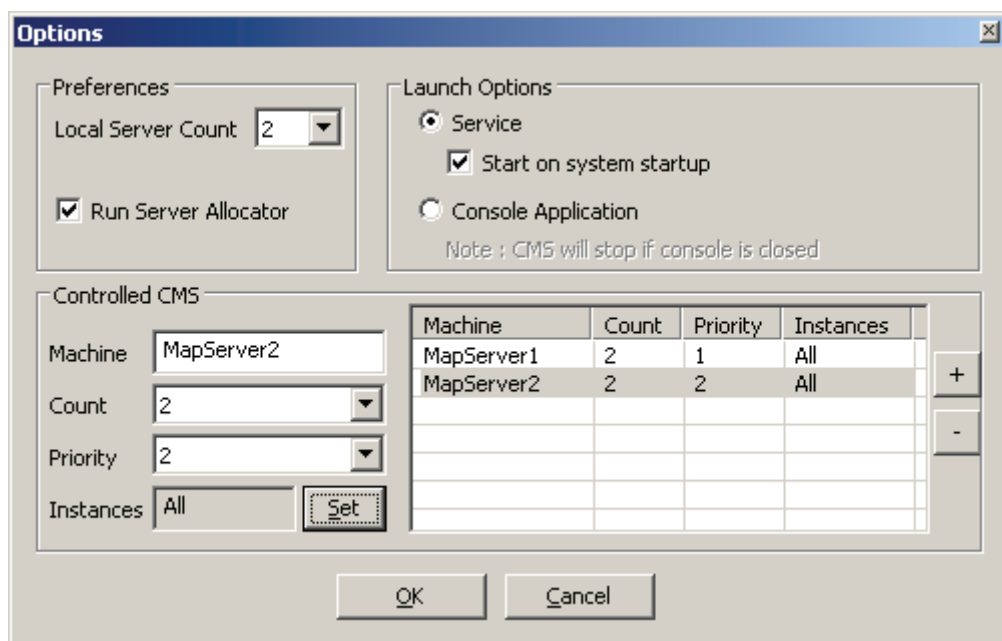 Options
Preferences
Local Server Count 2
Run Server Allocator
Launch Options
Service
Start on system startup
Console Application
Note : CMS will stop if console is closed
Controlled CMS
Machine MapServer2
Count 2
Priority 2
Instances All Set
Machine Count Priority Instances
MapServer1 2 1 All
MapServer2 2 2 All
+
-
OK Cancel